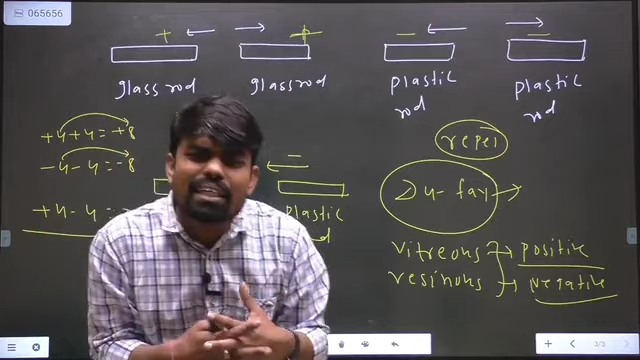 065656
+ + − −
glass rod glass rod plastic rod plastic rod
+4+4=+8
-4-4=-8
+4-4=
−
plastic
repel
Du-fay
vitreous → positive
resinous → negative
3/3